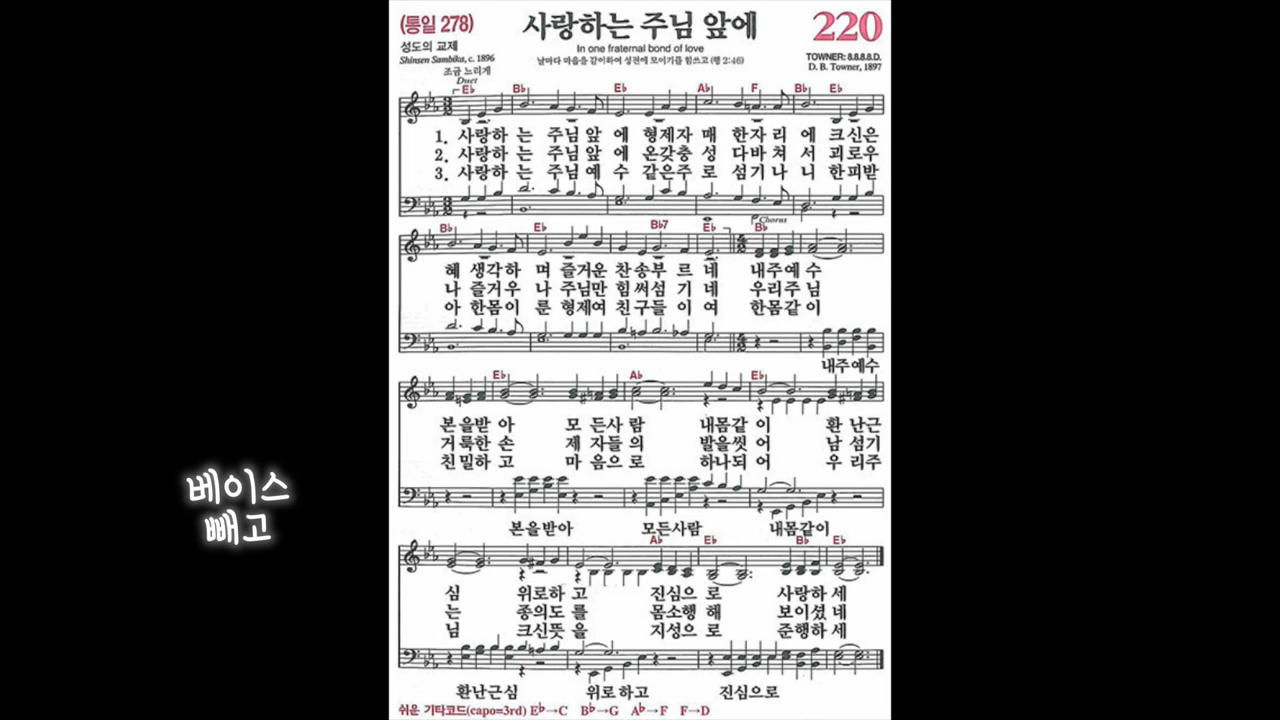 (통일 278) 사랑하는 주님 앞에 220
성도의 교제 In one fraternal bond of love TOWNER: 8.8.8.8.D.
Shinsen Sambika, c. 1896 날마다 마음을 같이하여 성전에 모이기를 힘쓰고 (행 2:46) D. B. Towner, 1897
조금 느리게
Duet
E♭ B♭ E♭ A♭ F B♭ E♭
1. 사랑하 는 주님 앞 에 형제자 매 한자 리 에 크신은
2. 사랑하 는 주님 앞 에 온갖충 성 다바 쳐 서 괴로우
3. 사랑하 는 주님 예 수 같은주 로 섬기 나 니 한피받
Chorus
B♭ E♭ B♭7 E♭ B♭
혜 생각하 며 즐거운 찬송부 르 네 내주예 수
나 즐거우 나 주님만 힘써섬 기 네 우리주 님
아 한몸이 룬 형제여 친구들 이 여 한몸같 이
내주예수
E♭ A♭ E♭
본을받 아 모 든사 람 내몸같 이 환 난근
거룩한 손 제 자들 의 발을씻 어 남 섬기
친밀하 고 마 음으 로 하나되 어 우 리주
본을받아 모든사람 내몸같이
A♭ E♭ B♭ E♭
심 위로하 고 진심으 로 사랑하 세
는 종의도 를 몸소행 해 보이셨 네
님 크신뜻 을 지성으 로 준행하 세
환난근심 위로하고 진심으로
쉬운 기타코드(capo=3rd) E♭→C B♭→G A♭→F F→D
베이스
빼고